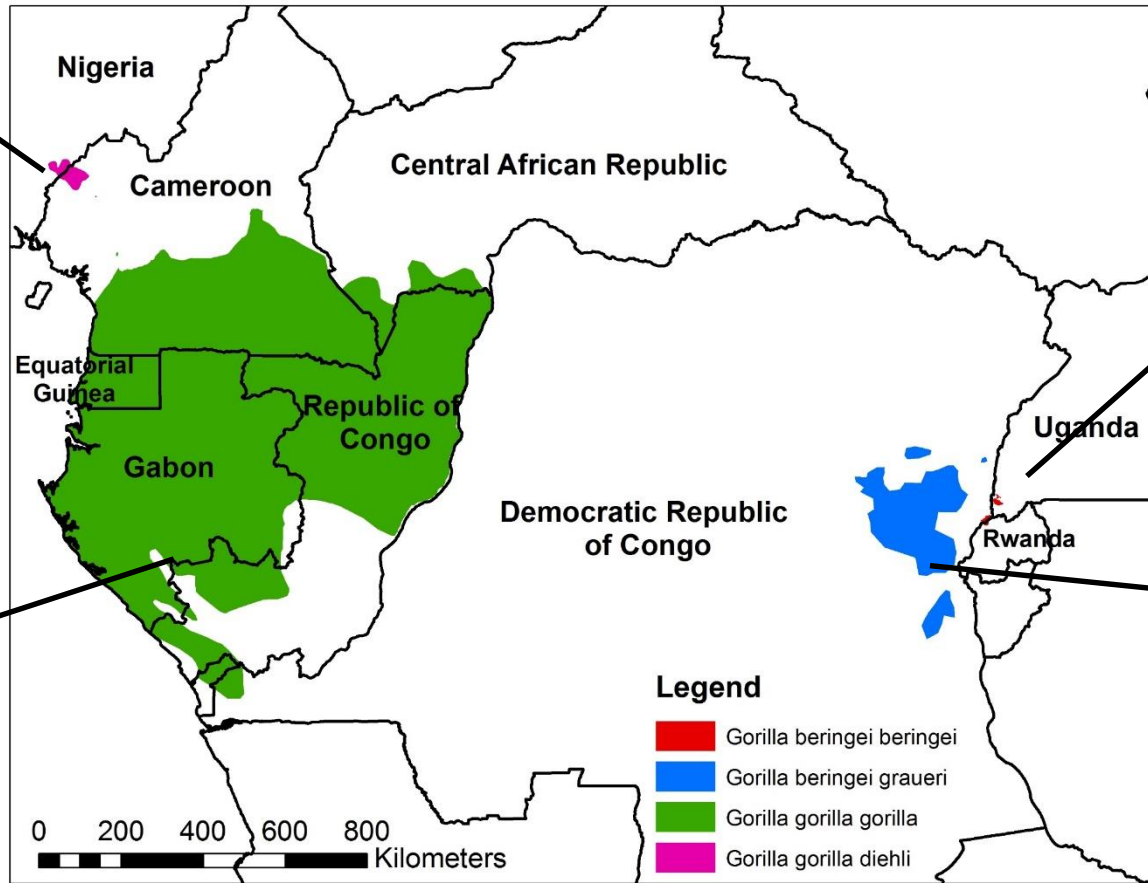 Nigeria
Cameroon
Central African Republic
Equatorial
Guinea
Republic of
Congo
Gabon
Uganda
Democratic Republic
of Congo
Rwanda
Legend
Gorilla beringei beringei
Gorilla beringei graueri
Gorilla gorilla gorilla
Gorilla gorilla diehli
0 200 400 600 800
Kilometers